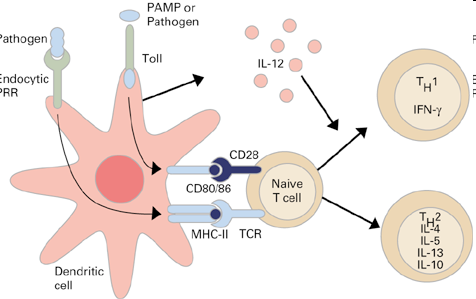 PAMP or
Pathogen
Pathogen
Toll
Endocytic
PRR
IL-12
TH1
IFN-γ
CD28
CD80/86
Naive
T cell
MHC-II
TCR
TH2
IL-4
IL-5
IL-13
IL-10
Dendritic
cell